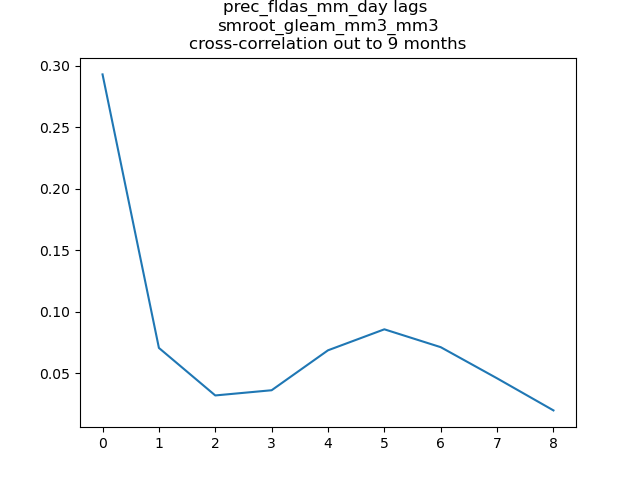 prec_fldas_mm_day lags
smroot_gleam_mm3_mm3
cross-correlation out to 9 months
0.30
0.25
0.20
0.15
0.10
0.05
0 1 2 3 4 5 6 7 8